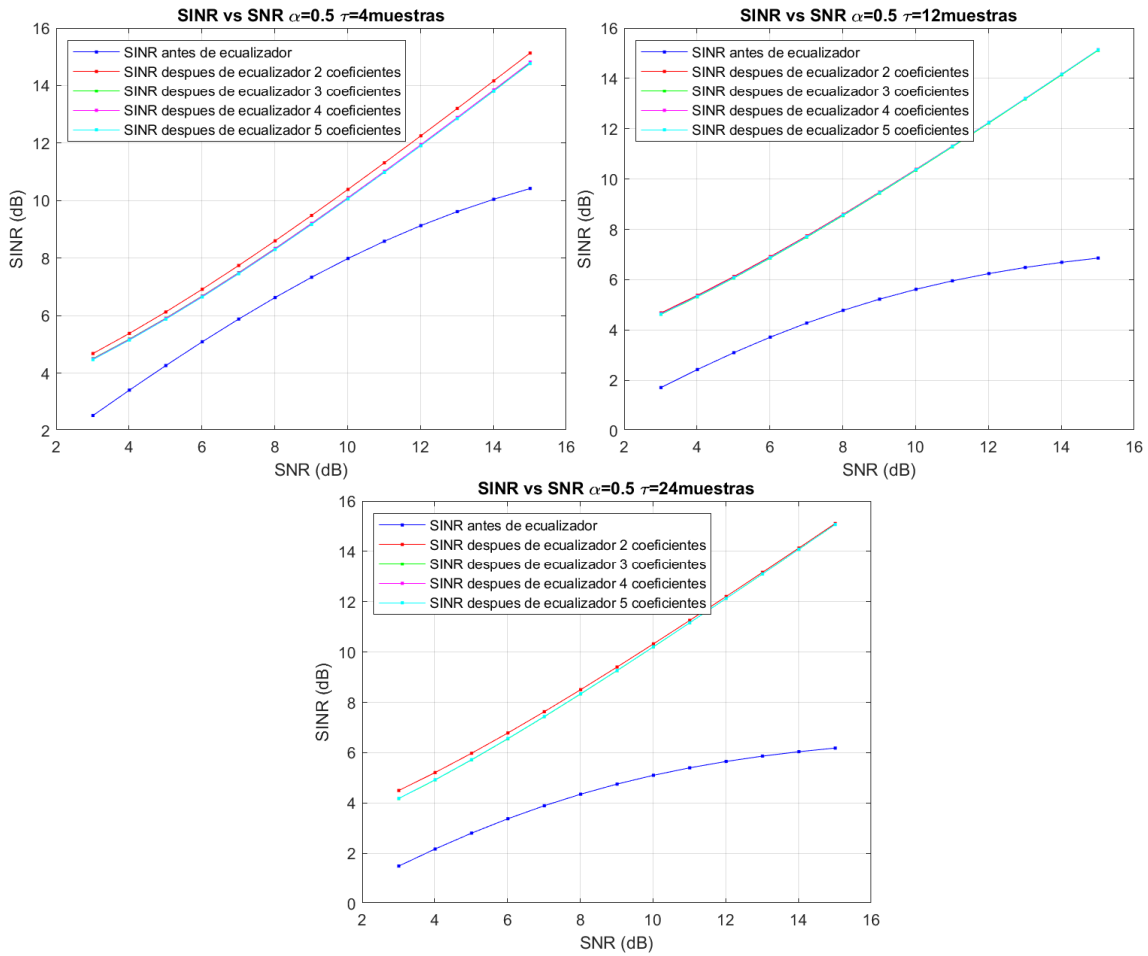 SINR vs SNR α=0.5 τ=4muestras
SINR (dB)
16
14
12
10
8
6
4
2
SINR antes de ecualizador
SINR despues de ecualizador 2 coeficientes
SINR despues de ecualizador 3 coeficientes
SINR despues de ecualizador 4 coeficientes
SINR despues de ecualizador 5 coeficientes
2 4 6 8 10 12 14 16
SNR (dB)
SINR vs SNR α=0.5 τ=12muestras
SINR (dB)
16
14
12
10
8
6
4
2
0
SINR antes de ecualizador
SINR despues de ecualizador 2 coeficientes
SINR despues de ecualizador 3 coeficientes
SINR despues de ecualizador 4 coeficientes
SINR despues de ecualizador 5 coeficientes
2 4 6 8 10 12 14 16
SNR (dB)
SINR vs SNR α=0.5 τ=24muestras
SINR (dB)
16
14
12
10
8
6
4
2
0
SINR antes de ecualizador
SINR despues de ecualizador 2 coeficientes
SINR despues de ecualizador 3 coeficientes
SINR despues de ecualizador 4 coeficientes
SINR despues de ecualizador 5 coeficientes
2 4 6 8 10 12 14 16
SNR (dB)